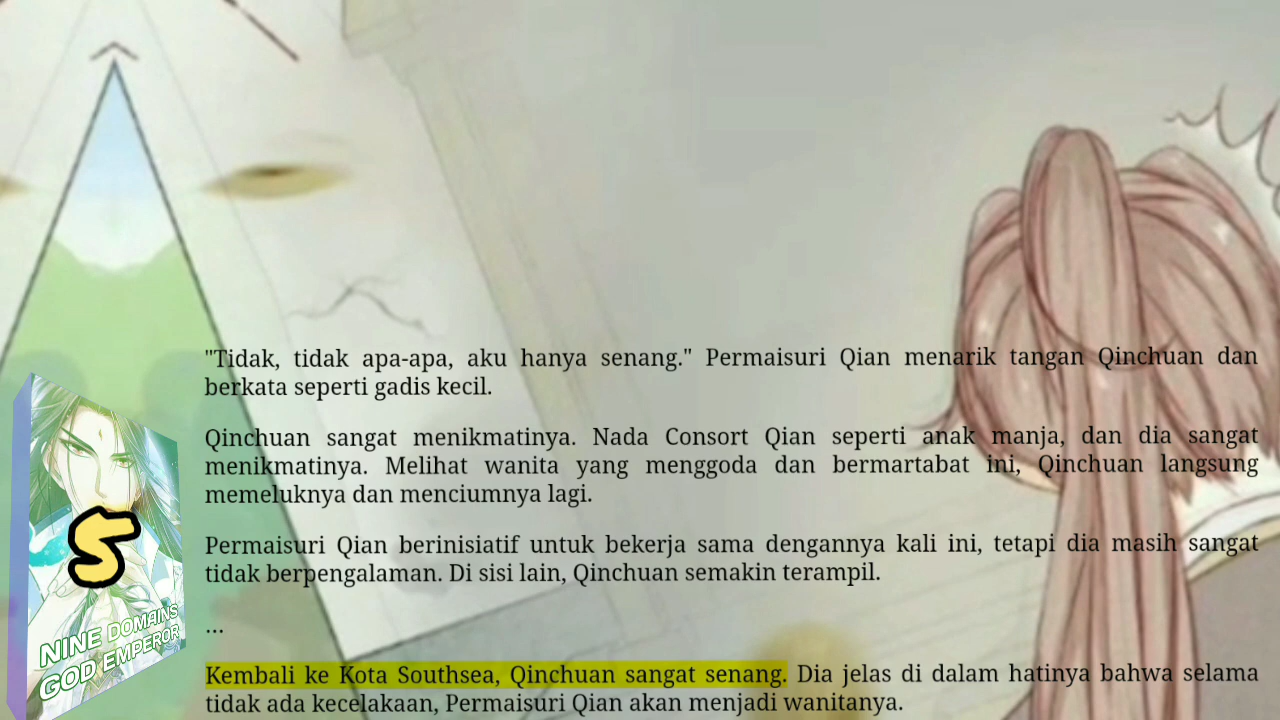 "Tidak, tidak apa-apa, aku hanya senang." Permaisuri Qian menarik tangan Qinchuan dan
berkata seperti gadis kecil.
Qinchuan sangat menikmatinya. Nada Consort Qian seperti anak manja, dan dia sangat
menikmatinya. Melihat wanita yang menggoda dan bermartabat ini, Qinchuan langsung
memeluknya dan menciumnya lagi.
Permaisuri Qian berinisiatif untuk bekerja sama dengannya kali ini, tetapi dia masih sangat
tidak berpengalaman. Di sisi lain, Qinchuan semakin terampil.
...
Kembali ke Kota Southsea, Qinchuan sangat senang. Dia jelas di dalam hatinya bahwa selama
tidak ada kecelakaan, Permaisuri Qian akan menjadi wanitanya.
S
NINE DOMAINS
GOD EMPEROR